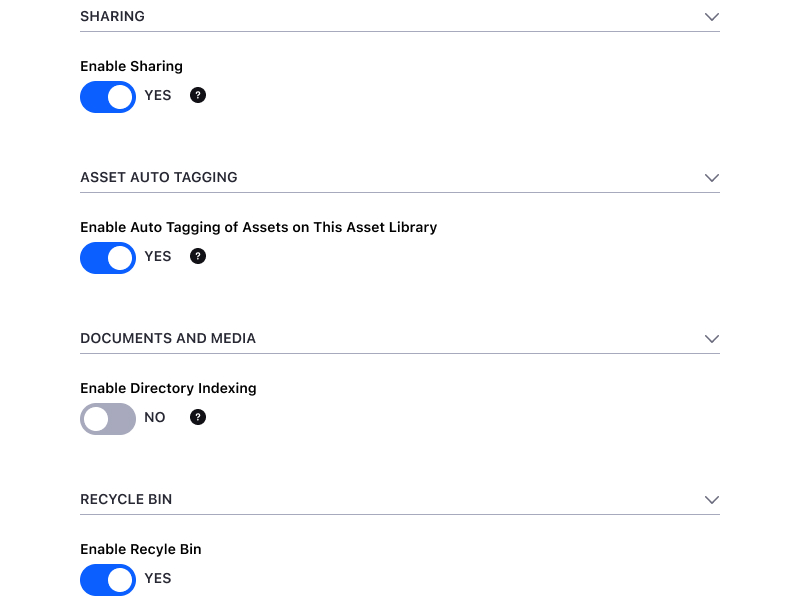 SHARING
Enable Sharing
YES ?
ASSET AUTO TAGGING
Enable Auto Tagging of Assets on This Asset Library
YES ?
DOCUMENTS AND MEDIA
Enable Directory Indexing
NO ?
RECYCLE BIN
Enable Recyle Bin
YES